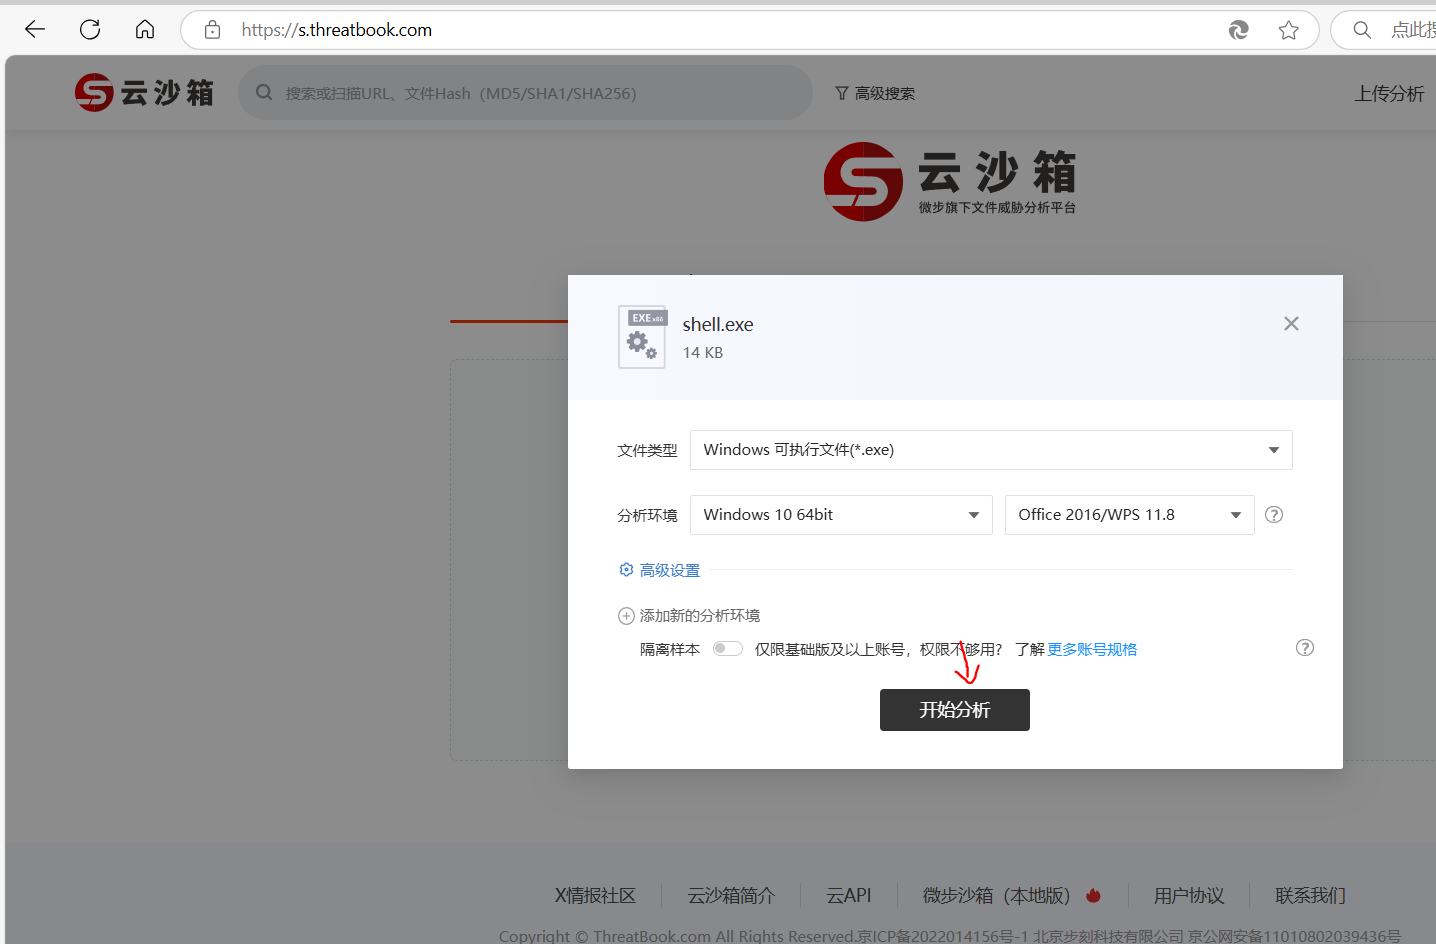 https://s.threatbook.com
点此搜
云沙箱
搜索或扫描URL、文件Hash（MD5/SHA1/SHA256）
高级搜索
上传分析
云沙箱
微步旗下文件威胁分析平台
EXE x86
shell.exe
14 KB
文件类型
Windows 可执行文件(*.exe)
分析环境
Windows 10 64bit
Office 2016/WPS 11.8
高级设置
添加新的分析环境
隔离样本 仅限基础版及以上账号，权限不够用? 了解更多账号规格
开始分析
X情报社区
云沙箱简介
云API
微步沙箱（本地版）
用户协议
联系我们
Copyright © ThreatBook.com All Rights Reserved.京ICP备2022014156号-1 北京步刻科技有限公司 京公网安备11010802039436号